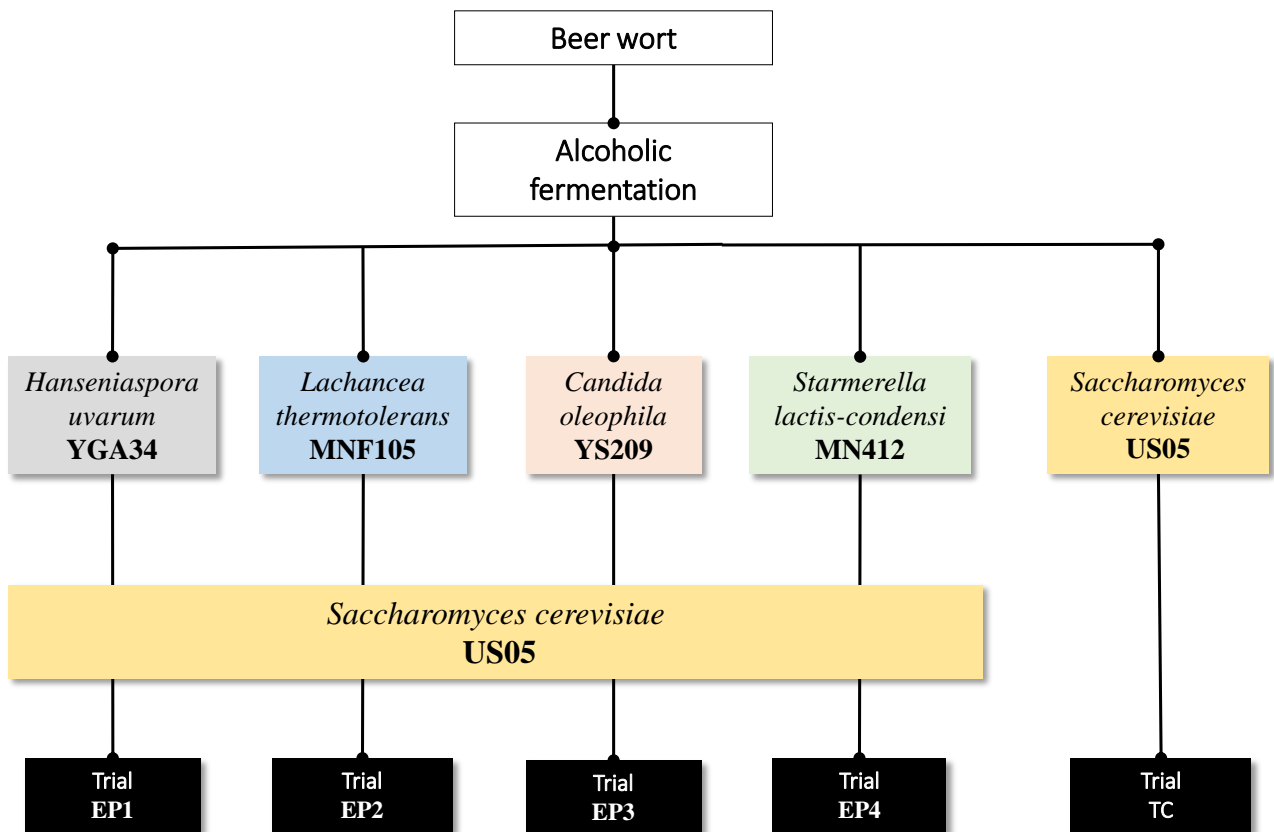 Beer wort
Alcoholic
fermentation
Hanseniaspora
uvarum
YGA34
Lachancea
thermotolerans
MNF105
Candida
oleophila
YS209
Starmerella
lactis-condensi
MN412
Saccharomyces
cerevisiae
US05
Saccharomyces cerevisiae
US05
Trial
EP1
Trial
EP2
Trial
EP3
Trial
EP4
Trial
TC